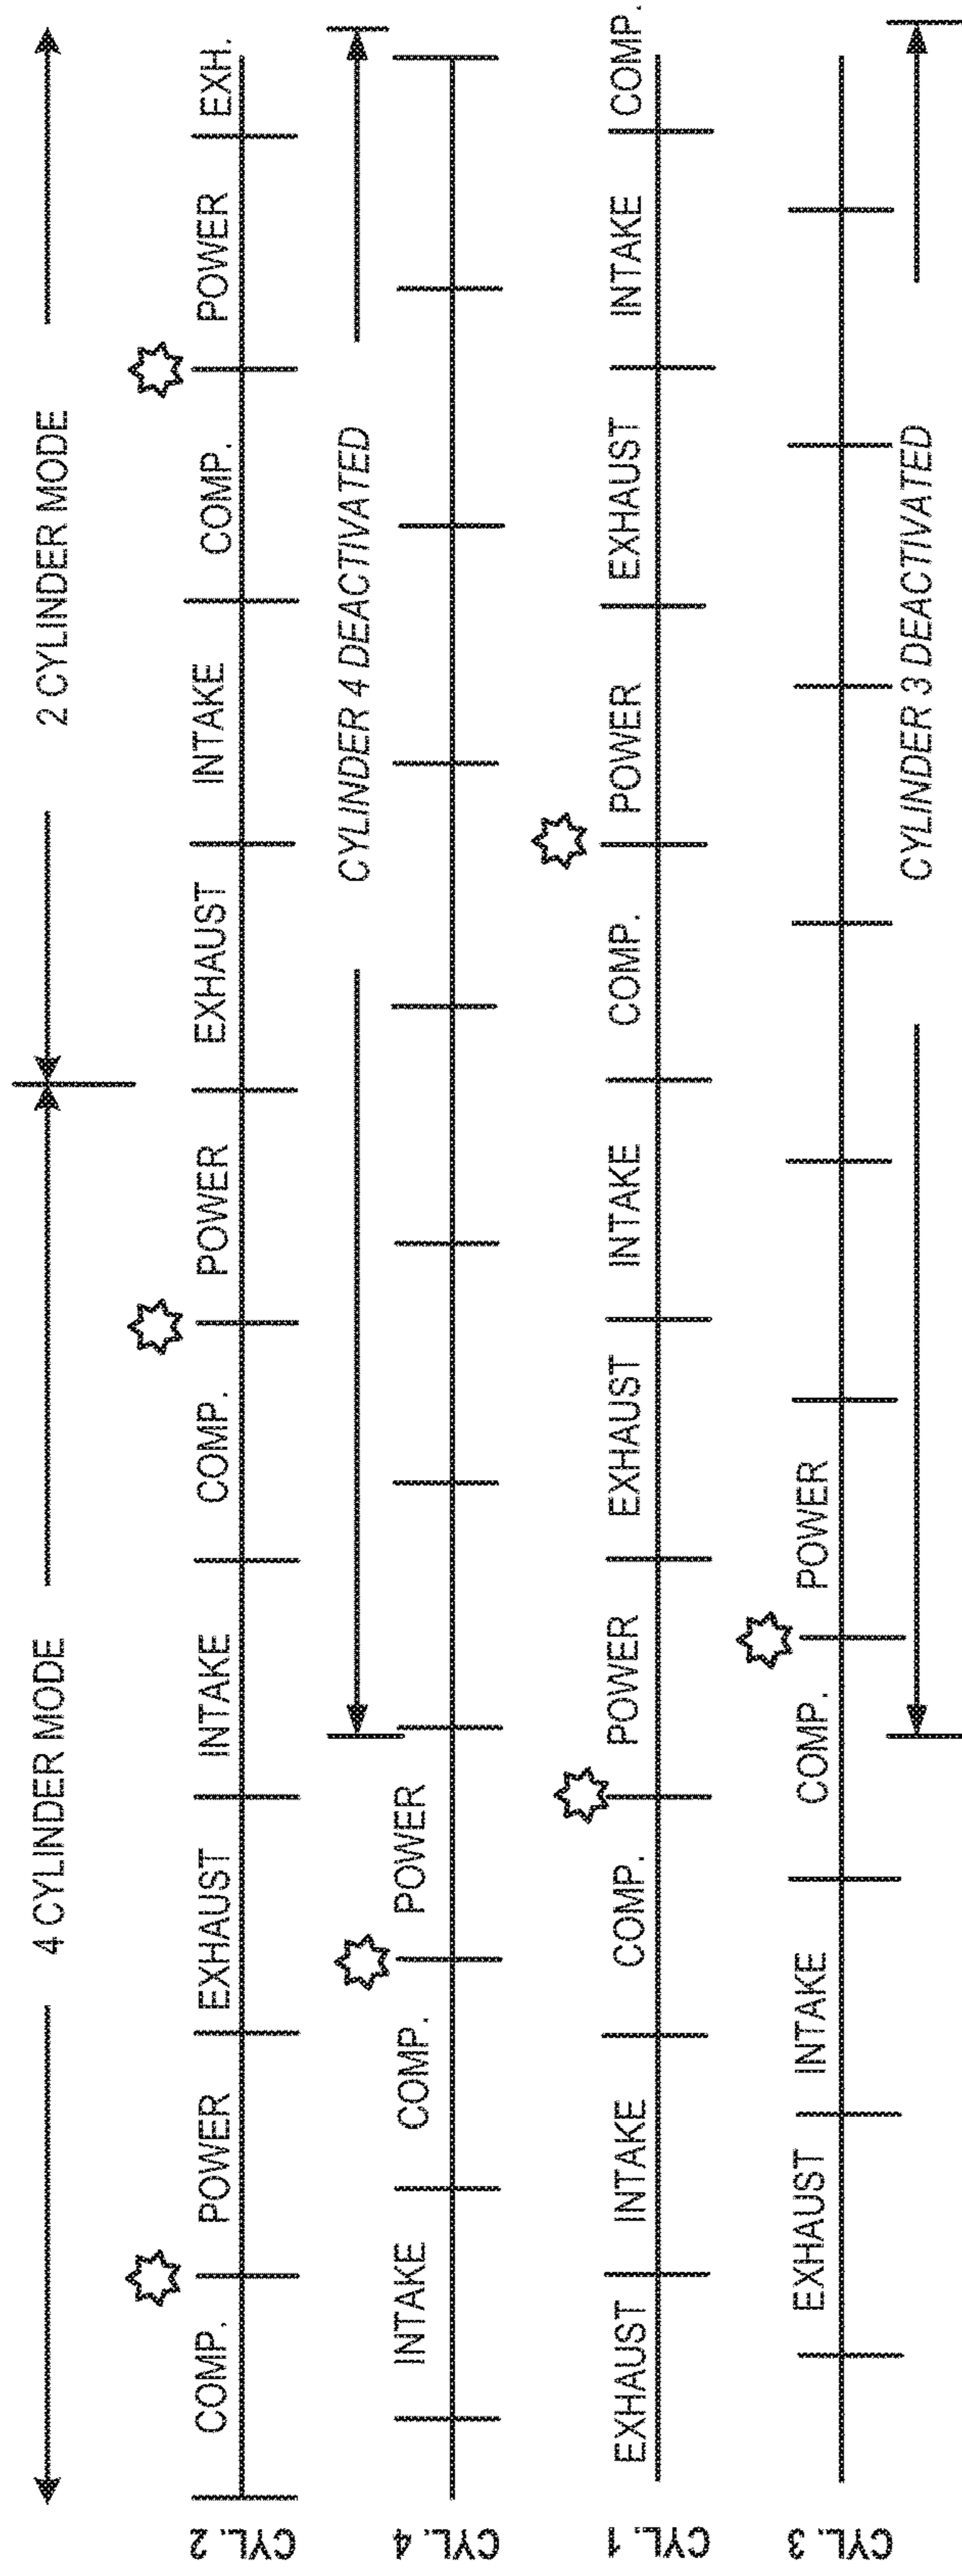 4 CYLINDER MODE 2 CYLINDER MODE
CYL. 2 COMP. POWER EXHAUST INTAKE COMP. POWER EXHAUST INTAKE COMP. POWER EXH.
CYLINDER 4 DEACTIVATED
CYL. 4 INTAKE COMP. POWER
CYL. 1 EXHAUST INTAKE COMP. POWER EXHAUST INTAKE COMP. POWER EXHAUST INTAKE COMP.
CYL. 3 EXHAUST INTAKE COMP. POWER
CYLINDER 3 DEACTIVATED